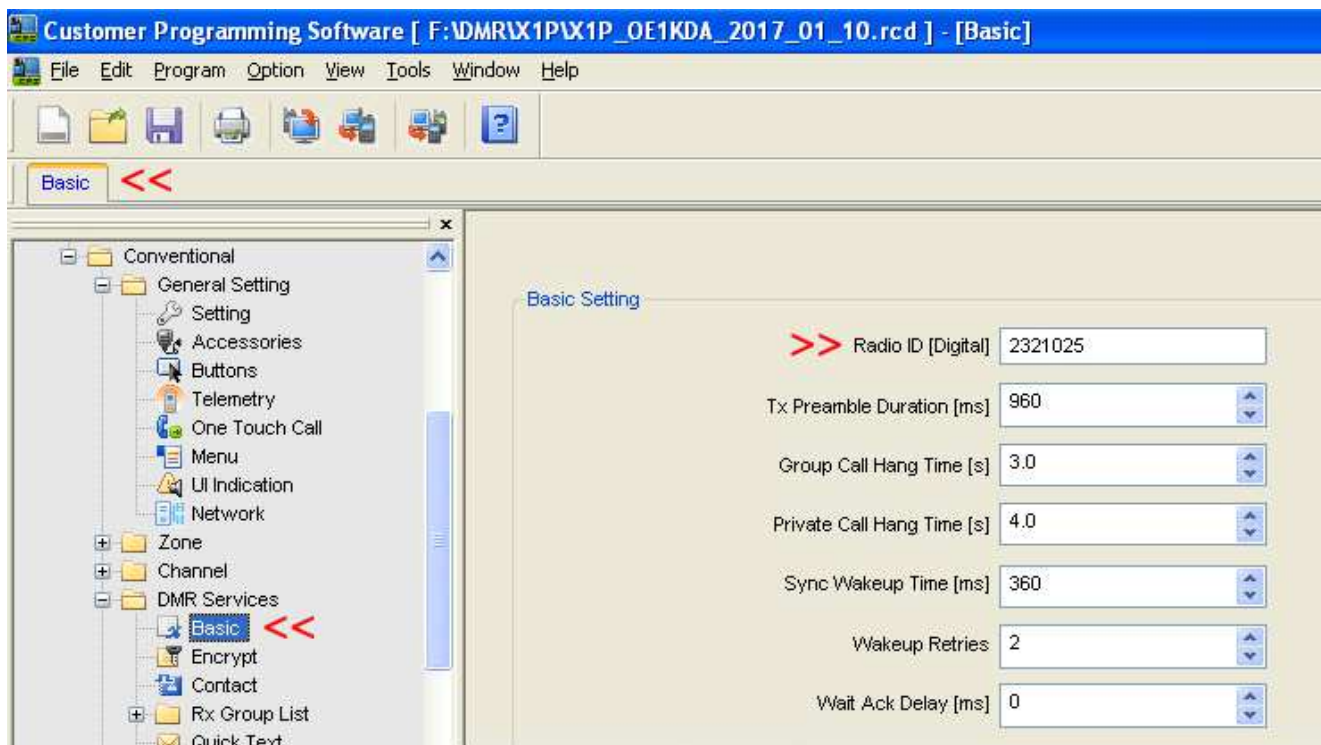 Customer Programming Software [ F:\DMR\X1P\X1P_OE1KDA_2017_01_10.rcd ] - [Basic]
File Edit Program Option View Tools Window Help
Basic <<
Conventional
General Setting
Setting
Accessories
Buttons
Telemetry
One Touch Call
Menu
UI Indication
Network
Zone
Channel
DMR Services
Basic <<
Encrypt
Contact
Rx Group List
Quick Text
Basic Setting
>> Radio ID [Digital] 2321025
Tx Preamble Duration [ms] 960
Group Call Hang Time [s] 3.0
Private Call Hang Time [s] 4.0
Sync Wakeup Time [ms] 360
Wakeup Retries 2
Wait Ack Delay [ms] 0